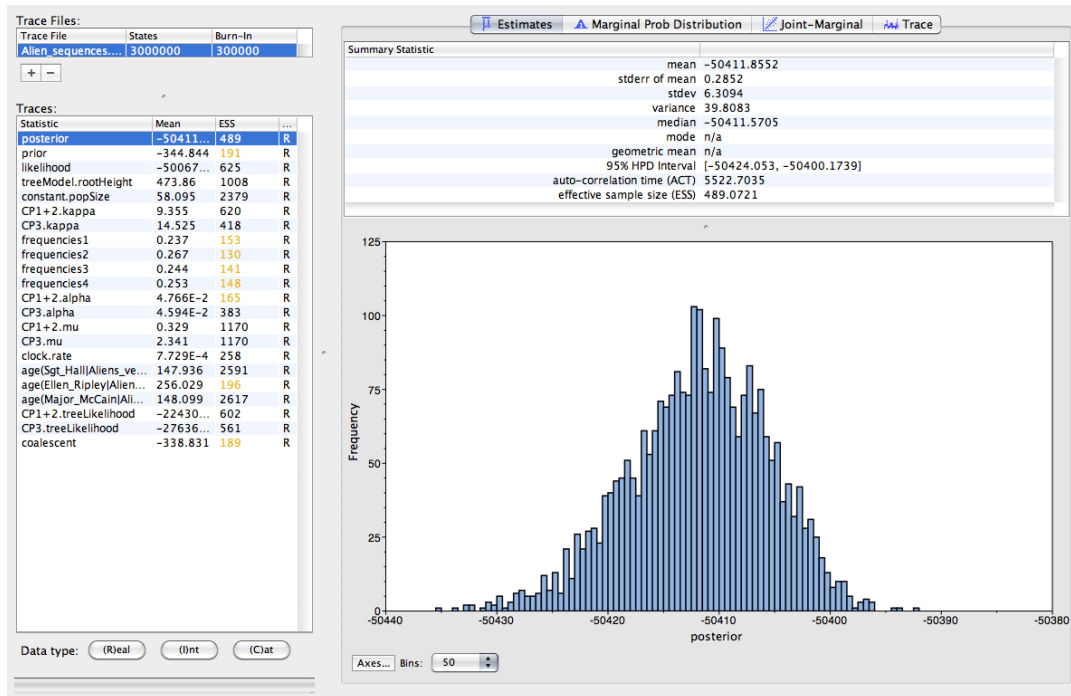 Trace Files:
Trace File States Burn-In
Alien_sequences.... 3000000 300000
+ −
Traces:
Statistic Mean ESS ...
posterior −50411... 489 R
prior −344.844 191 R
likelihood −50067... 625 R
treeModel.rootHeight 473.86 1008 R
constant.popSize 58.095 2379 R
CP1+2.kappa 9.355 620 R
CP3.kappa 14.525 418 R
frequencies1 0.237 153 R
frequencies2 0.267 130 R
frequencies3 0.244 141 R
frequencies4 0.253 148 R
CP1+2.alpha 4.766E-2 165 R
CP3.alpha 4.594E-2 383 R
CP1+2.mu 0.329 1170 R
CP3.mu 2.341 1170 R
clock.rate 7.729E-4 258 R
age(Sgt_Hall|Aliens_ve... 147.936 2591 R
age(Ellen_Ripley|Alien... 256.029 196 R
age(Major_McCain|Ali... 148.099 2617 R
CP1+2.treeLikelihood −22430... 602 R
CP3.treeLikelihood −27636... 561 R
coalescent −338.831 189 R
Data type: (R)eal (I)nt (C)at
Estimates Marginal Prob Distribution Joint-Marginal Trace
Summary Statistic
mean −50411.8552
stderr of mean 0.2852
stdev 6.3094
variance 39.8083
median −50411.5705
mode n/a
geometric mean n/a
95% HPD Interval [−50424.053, −50400.1739]
auto-correlation time (ACT) 5522.7035
effective sample size (ESS) 489.0721
125
100
75
50
25
0
Frequency
-50440 -50430 -50420 -50410 -50400 -50390 -50380
posterior
Axes... Bins: 50